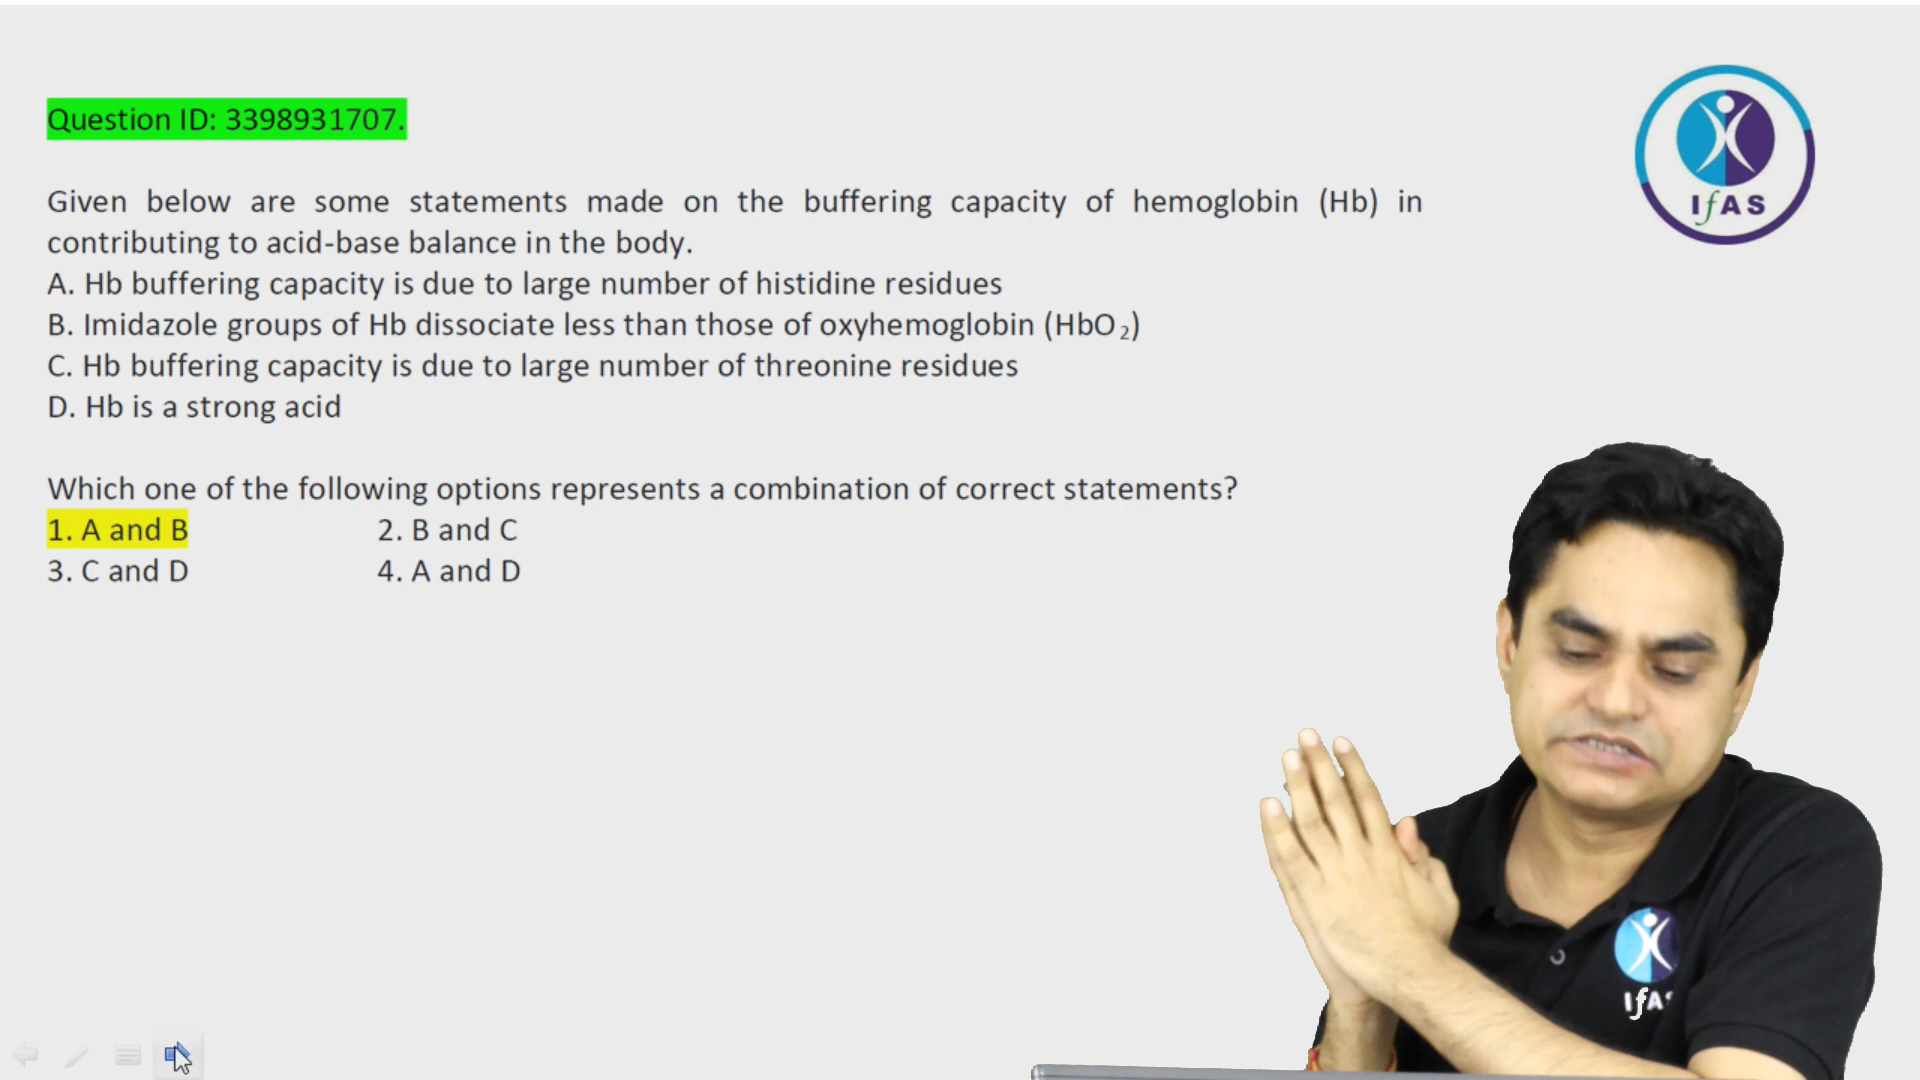 Question ID: 3398931707.
IfAS
Given below are some statements made on the buffering capacity of hemoglobin (Hb) in
contributing to acid-base balance in the body.
A. Hb buffering capacity is due to large number of histidine residues
B. Imidazole groups of Hb dissociate less than those of oxyhemoglobin (HbO₂)
C. Hb buffering capacity is due to large number of threonine residues
D. Hb is a strong acid
Which one of the following options represents a combination of correct statements?
1. A and B 2. B and C
3. C and D 4. A and D
IfAS